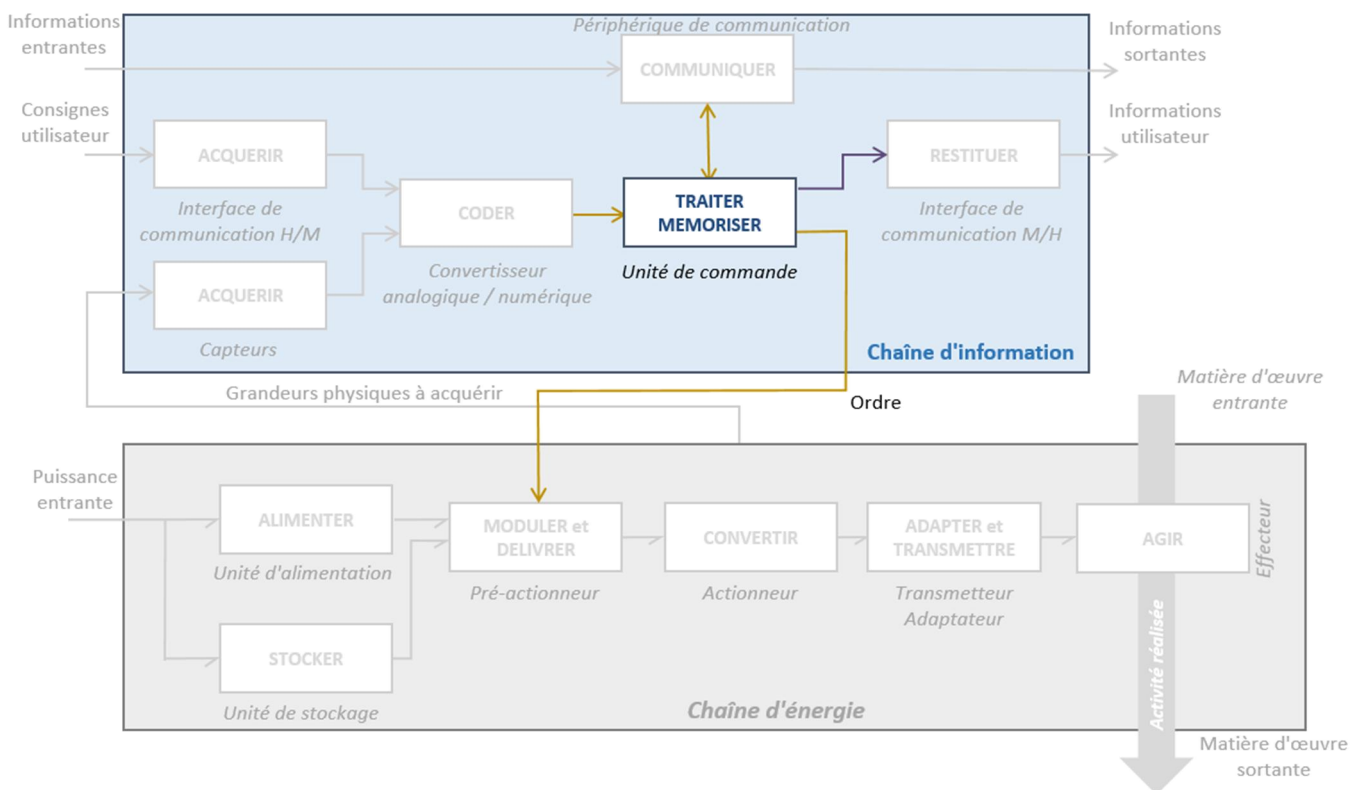 Informations
entrantes
Périphérique de communication
COMMUNIQUER
Informations
sortantes
Consignes
utilisateur
ACQUERIR
Interface de
communication H/M
CODER
Convertisseur
analogique / numérique
TRAITER
MEMORISER
Unité de commande
RESTITUER
Interface de
communication M/H
Informations
utilisateur
ACQUERIR
Capteurs
Chaîne d'information
Grandeurs physiques à acquérir
Ordre
Matière d'œuvre
entrante
Puissance
entrante
ALIMENTER
Unité d'alimentation
MODULER et
DELIVRER
Pré-actionneur
CONVERTIR
Actionneur
ADAPTER et
TRANSMETTRE
Transmetteur
Adaptateur
AGIR
Effecteur
STOCKER
Unité de stockage
Chaîne d'énergie
Activité réalisée
Matière d'œuvre
sortante